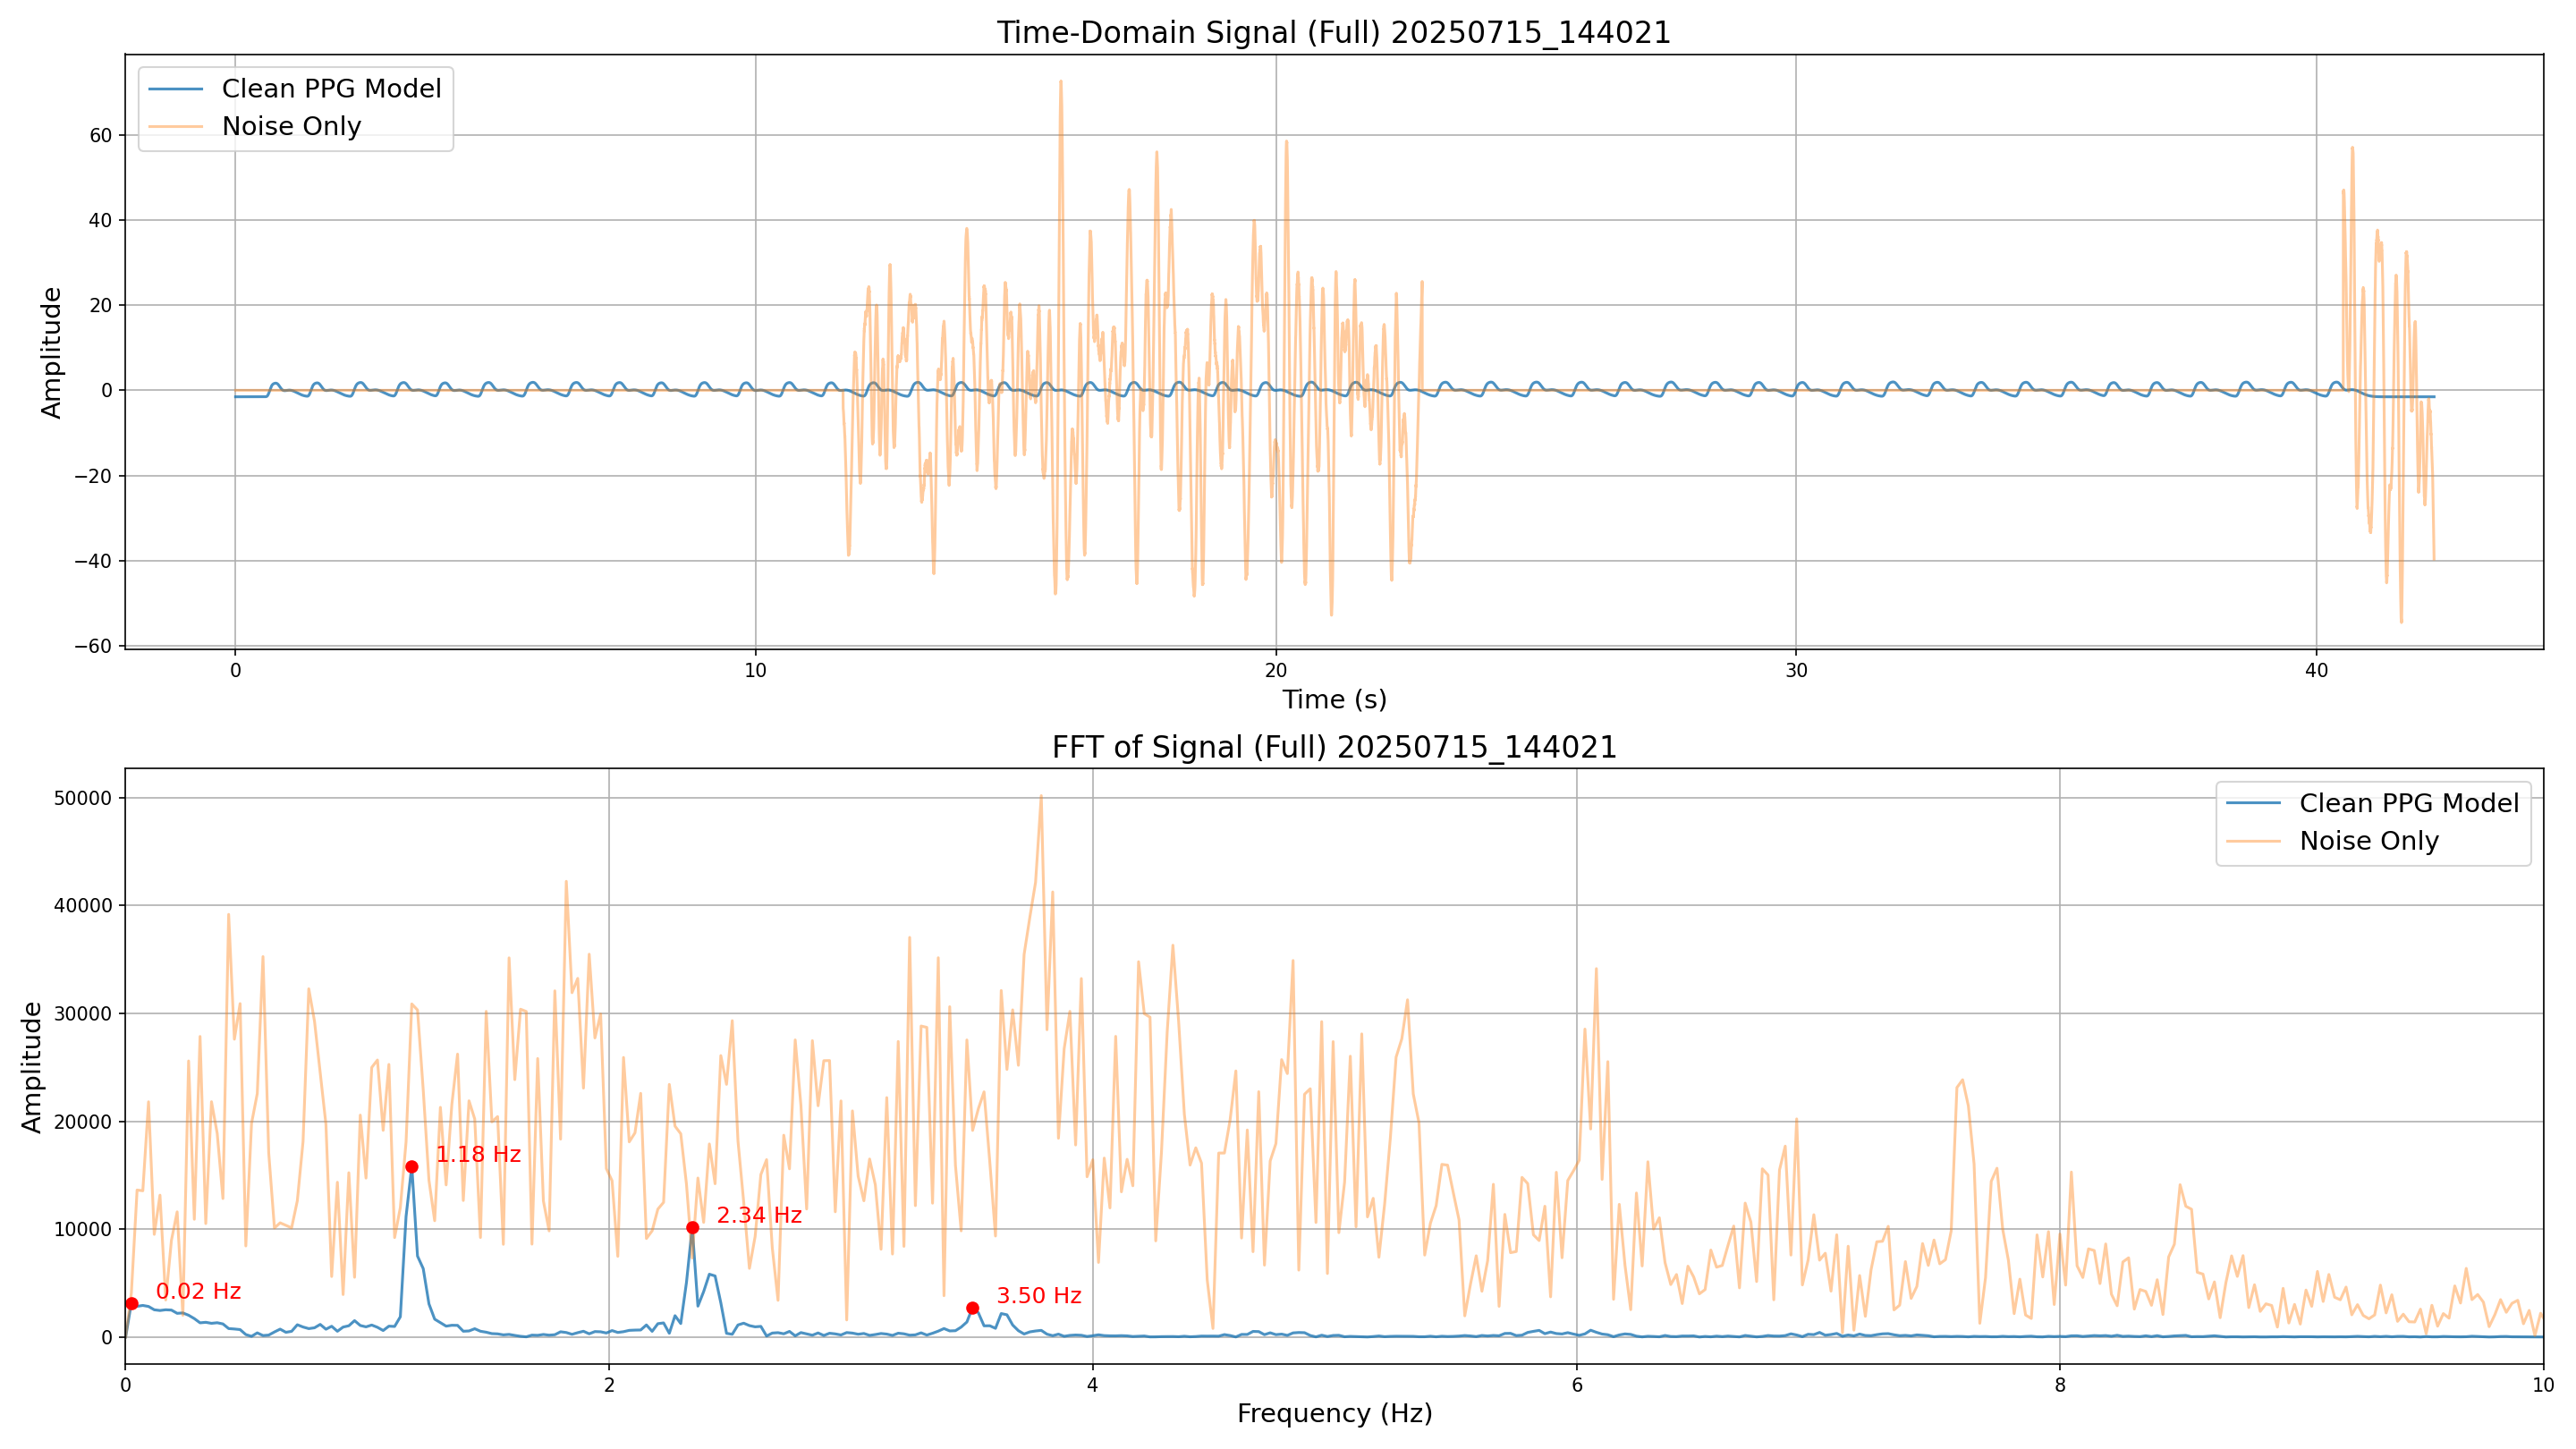 Time-Domain Signal (Full) 20250715_144021
Clean PPG Model
Noise Only
Amplitude
60
40
20
0
−20
−40
−60
0 10 20 30 40
Time (s)
FFT of Signal (Full) 20250715_144021
Clean PPG Model
Noise Only
Amplitude
50000
40000
30000
20000
10000
0
1.18 Hz
2.34 Hz
0.02 Hz
3.50 Hz
0 2 4 6 8 10
Frequency (Hz)